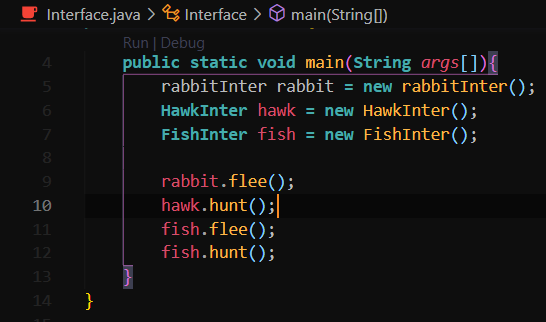 Interface.java > Interface > main(String[])
Run | Debug
4 public static void main(String args[]){
5 rabbitInter rabbit = new rabbitInter();
6 HawkInter hawk = new HawkInter();
7 FishInter fish = new FishInter();
8
9 rabbit.flee();
10 hawk.hunt();
11 fish.flee();
12 fish.hunt();
13 }
14 }